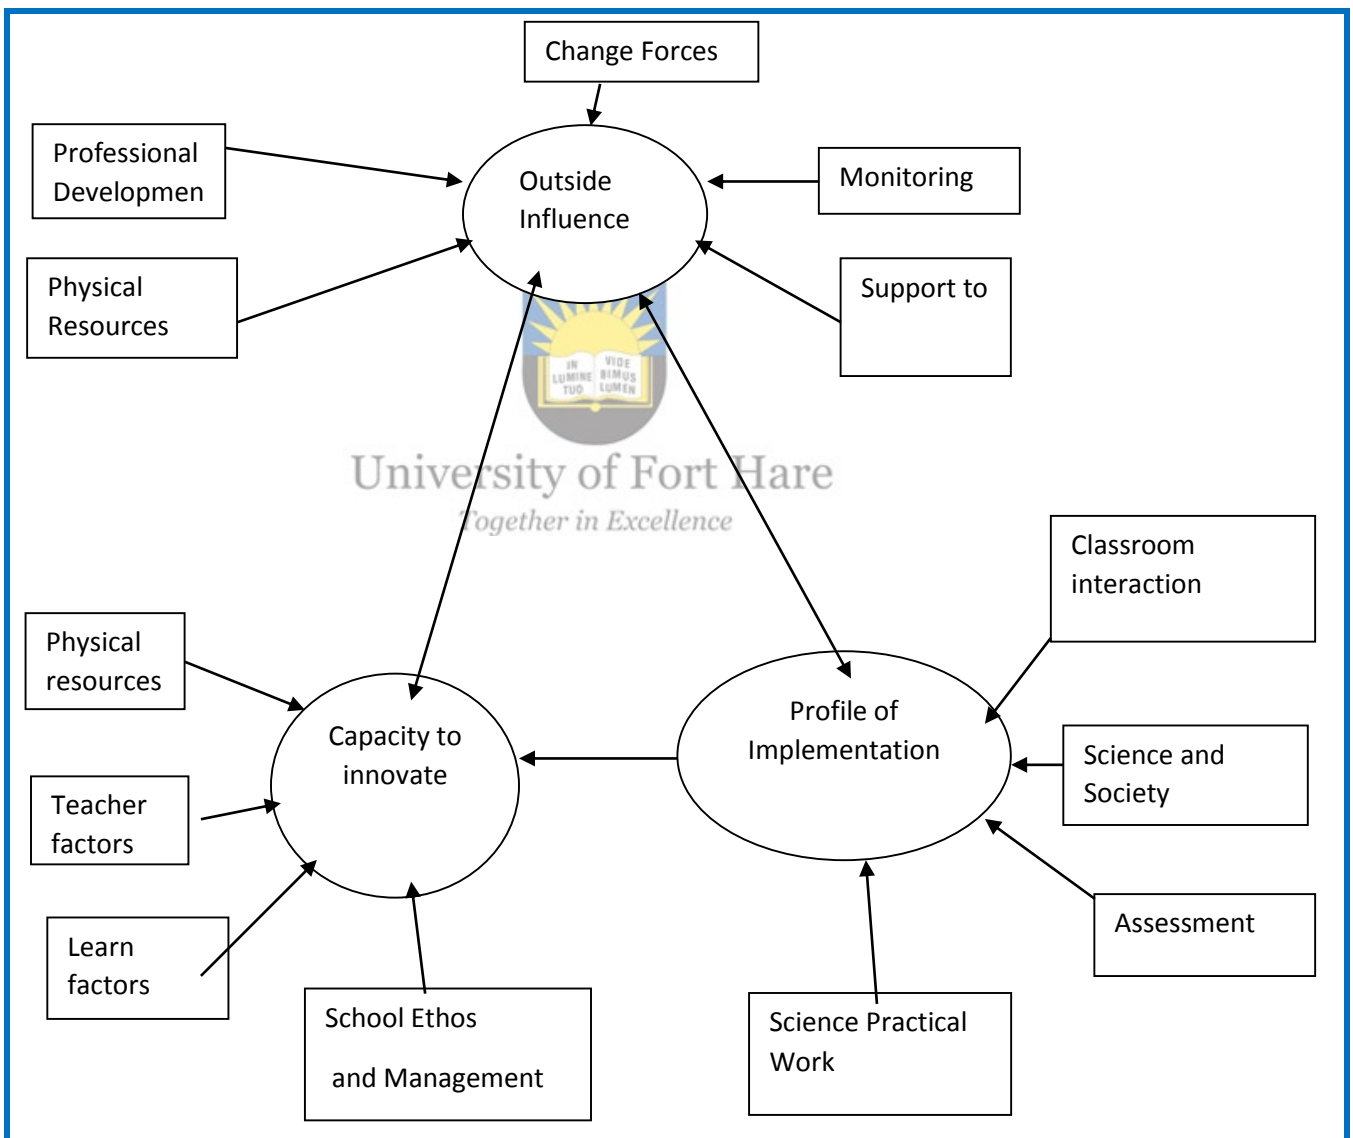 Change Forces
Professional
Developmen
Outside
Influence
Monitoring
Physical
Resources
Support to
IN
LUMINE
TUO
VIDE
BIMUS
LUMEN
University of Fort Hare
Together in Excellence
Classroom
interaction
Physical
resources
Capacity to
innovate
Profile of
Implementation
Science and
Society
Teacher
factors
Assessment
Learn
factors
School Ethos
and Management
Science Practical
Work